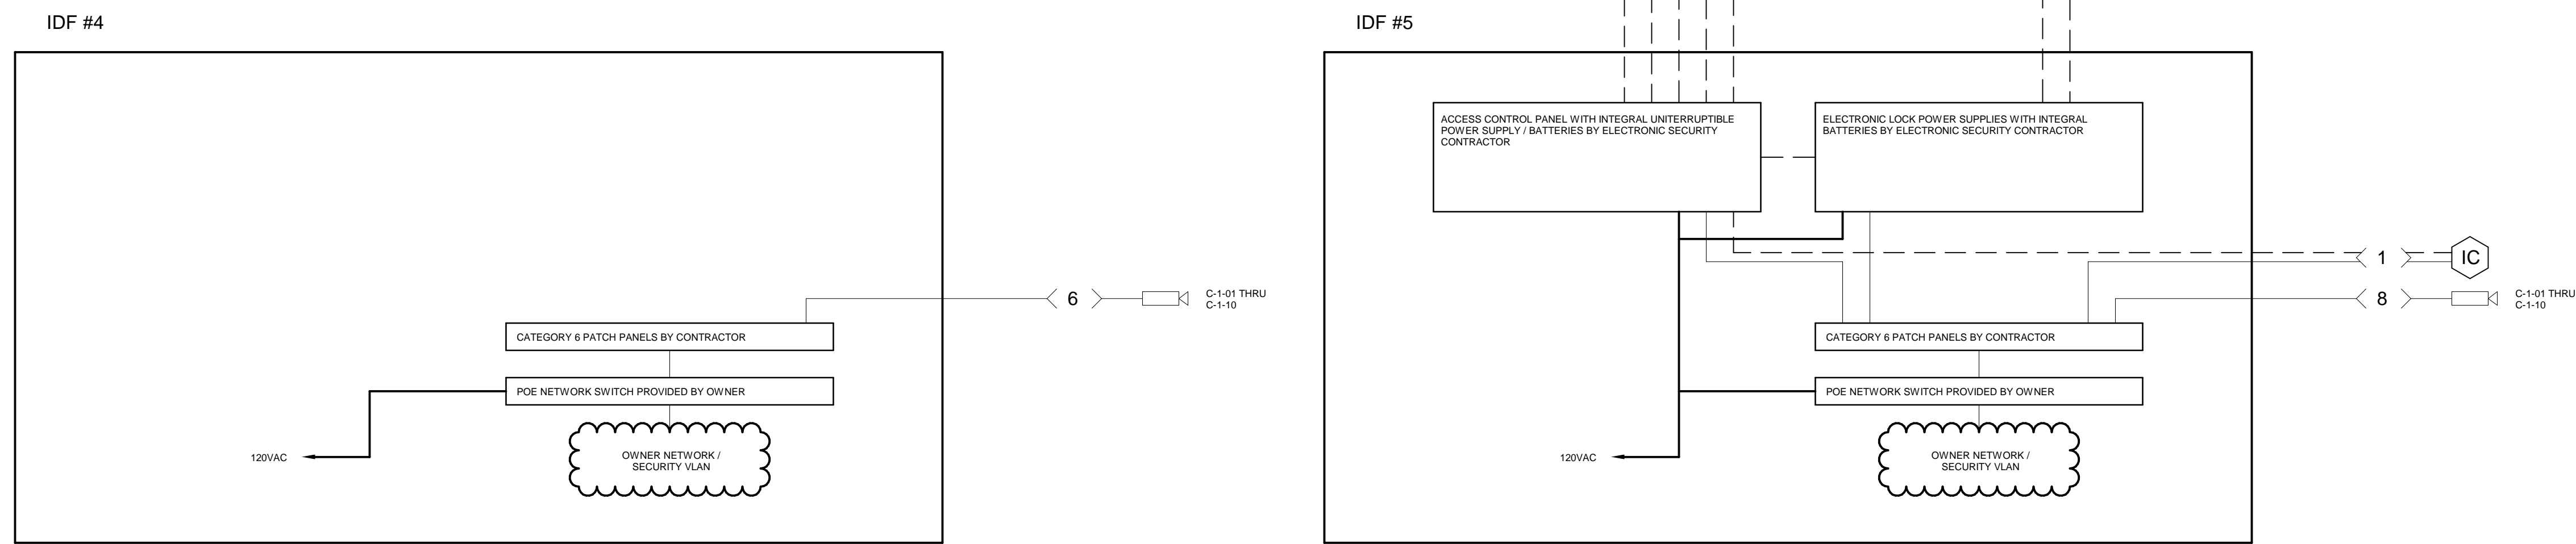 IDF #4
CATEGORY 6 PATCH PANELS BY CONTRACTOR
POE NETWORK SWITCH PROVIDED BY OWNER
OWNER NETWORK /
SECURITY VLAN
120VAC
6
C-1-01 THRU
C-1-10
IDF #5
ACCESS CONTROL PANEL WITH INTEGRAL UNITERRUPTIBLE
POWER SUPPLY / BATTERIES BY ELECTRONIC SECURITY
CONTRACTOR
ELECTRONIC LOCK POWER SUPPLIES WITH INTEGRAL
BATTERIES BY ELECTRONIC SECURITY CONTRACTOR
1
IC
8
C-1-01 THRU
C-1-10
CATEGORY 6 PATCH PANELS BY CONTRACTOR
POE NETWORK SWITCH PROVIDED BY OWNER
OWNER NETWORK /
SECURITY VLAN
120VAC